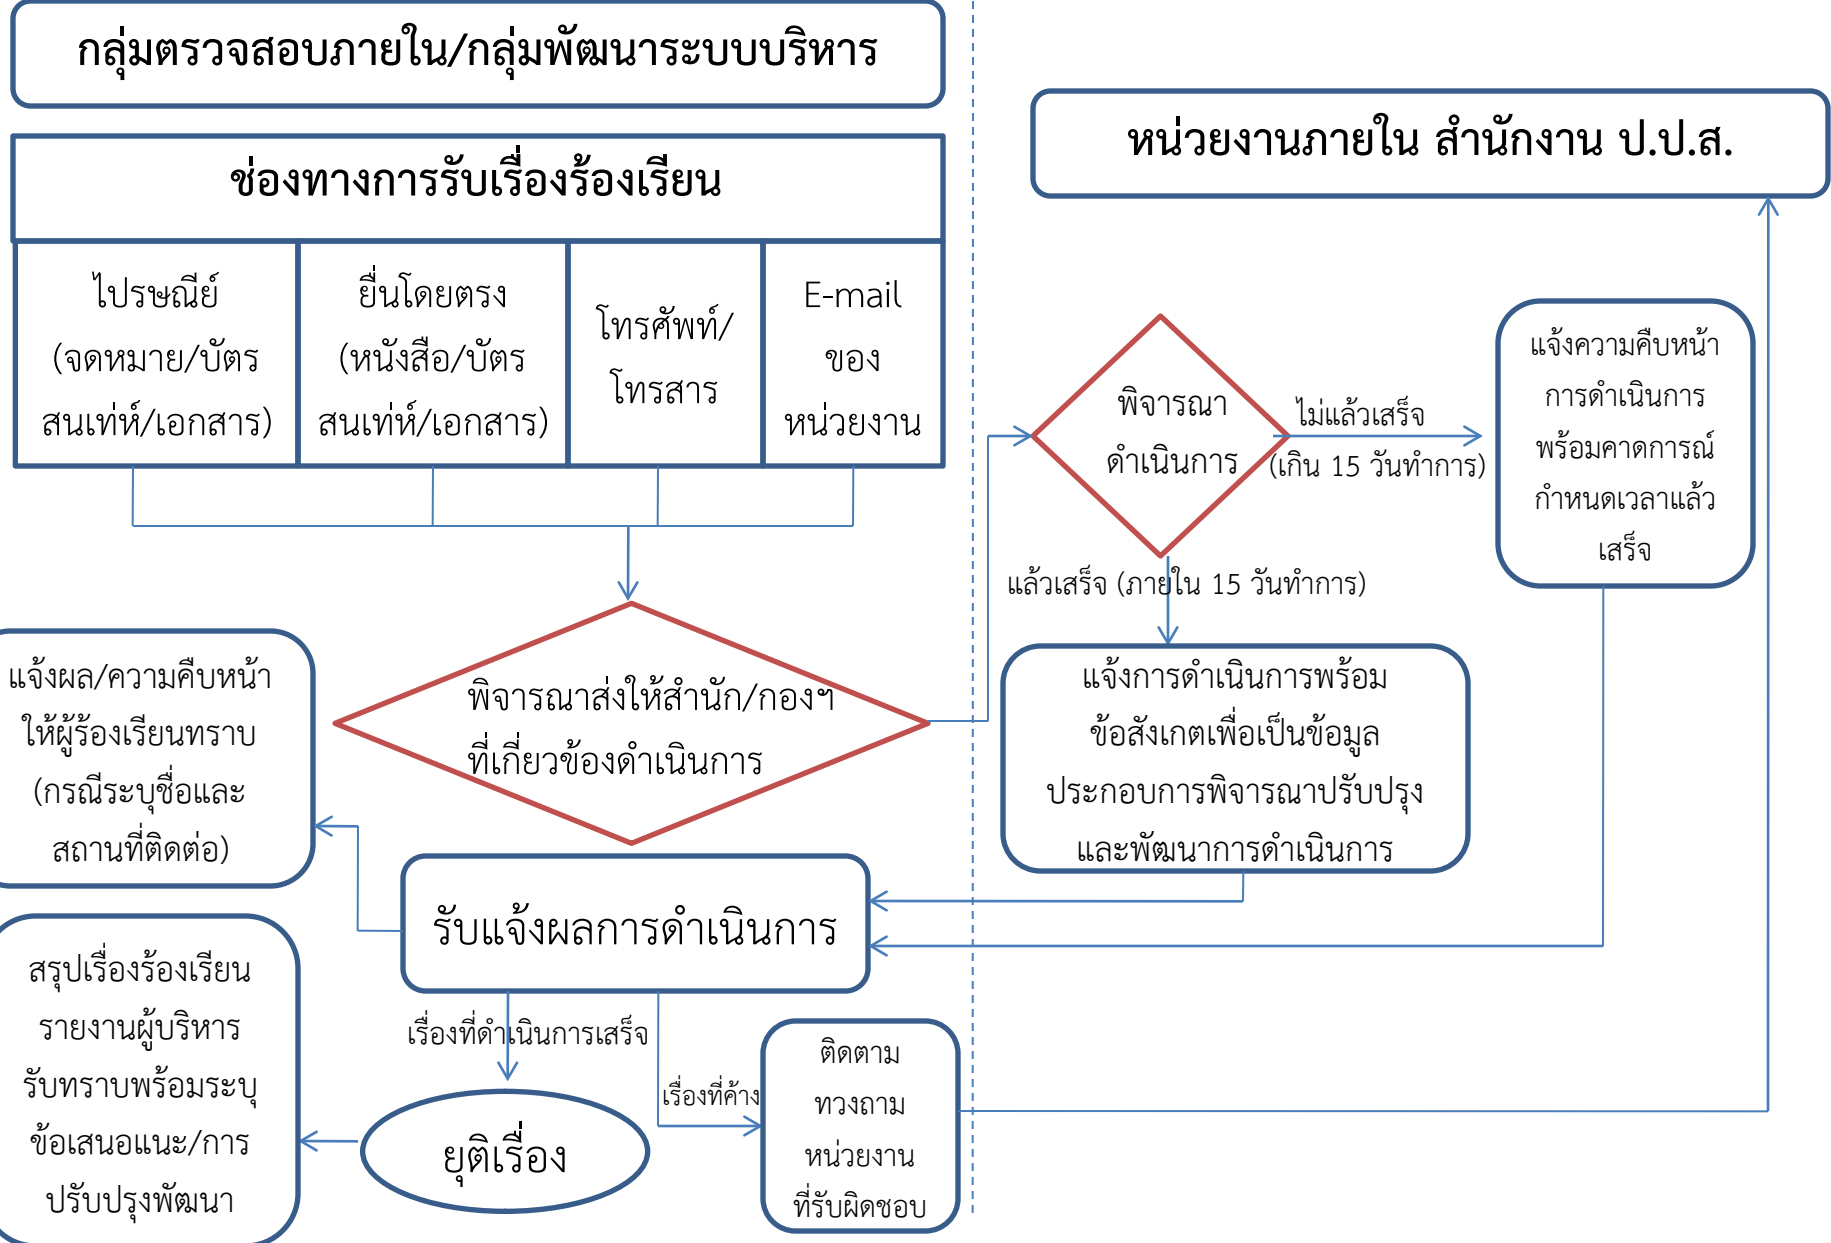 กลุ่มตรวจสอบภายใน/กลุ่มพัฒนาระบบบริหาร
ช่องทางการรับเรื่องร้องเรียน
ไปรษณีย์
(จดหมาย/บัตร
สนเท่ห์/เอกสาร)
ยื่นโดยตรง
(หนังสือ/บัตร
สนเท่ห์/เอกสาร)
โทรศัพท์/
โทรสาร
E-mail
ของ
หน่วยงาน
พิจารณาส่งให้สำนัก/กองฯ
ที่เกี่ยวข้องดำเนินการ
แจ้งผล/ความคืบหน้า
ให้ผู้ร้องเรียนทราบ
(กรณีระบุชื่อและ
สถานที่ติดต่อ)
รับแจ้งผลการดำเนินการ
เรื่องที่ดำเนินการเสร็จ
เรื่องที่ค้าง
สรุปเรื่องร้องเรียน
รายงานผู้บริหาร
รับทราบพร้อมระบุ
ข้อเสนอแนะ/การ
ปรับปรุงพัฒนา
ยุติเรื่อง
ติดตาม
ทวงถาม
หน่วยงาน
ที่รับผิดชอบ
หน่วยงานภายใน สำนักงาน ป.ป.ส.
พิจารณา
ดำเนินการ
ไม่แล้วเสร็จ
(เกิน 15 วันทำการ)
แจ้งความคืบหน้า
การดำเนินการ
พร้อมคาดการณ์
กำหนดเวลาแล้ว
เสร็จ
แล้วเสร็จ (ภายใน 15 วันทำการ)
แจ้งการดำเนินการพร้อม
ข้อสังเกตเพื่อเป็นข้อมูล
ประกอบการพิจารณาปรับปรุง
และพัฒนาการดำเนินการ